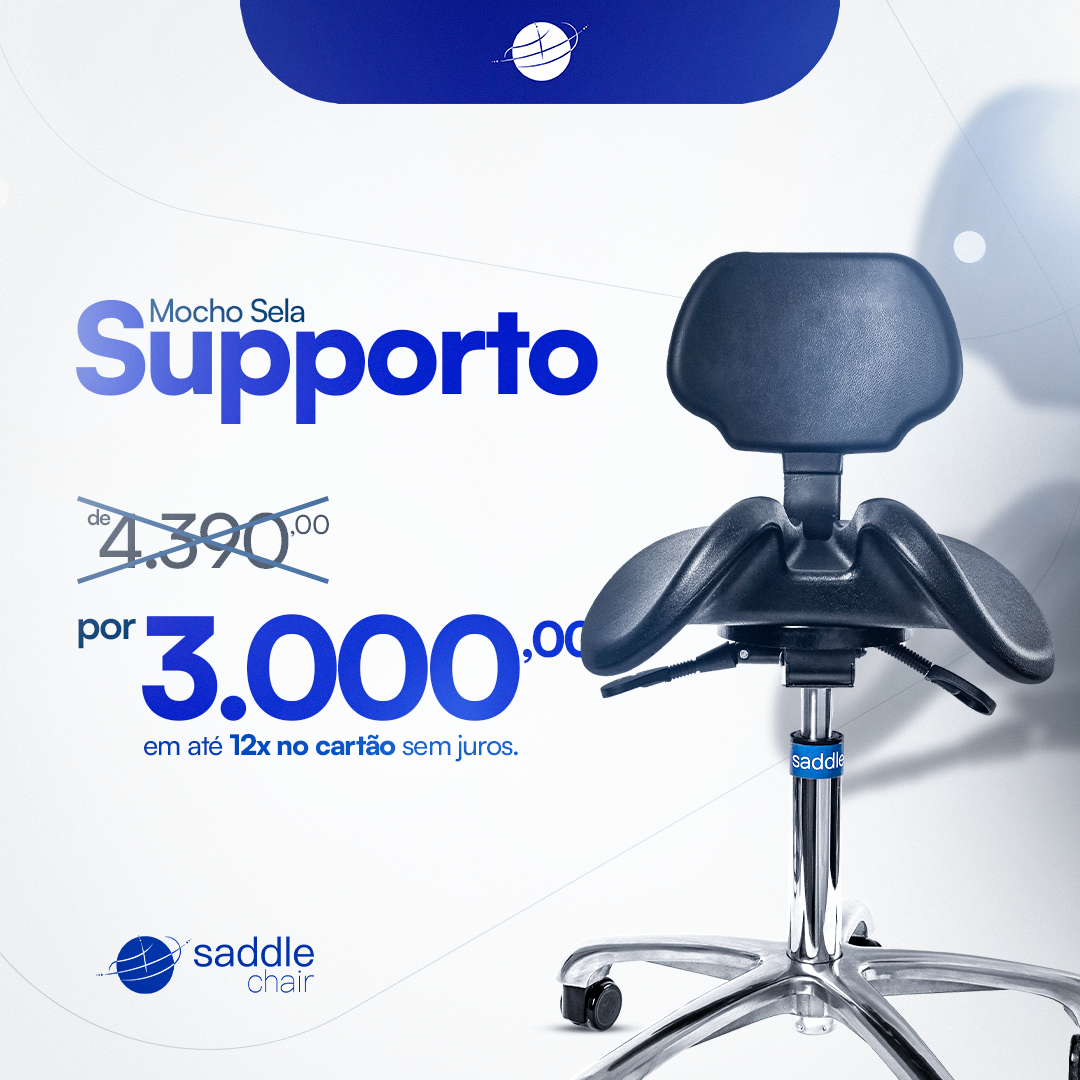 Mocho Sela
Supporto
de 4.390,00
por 3.000,00
em até 12x no cartão sem juros.
saddle
saddle
chair